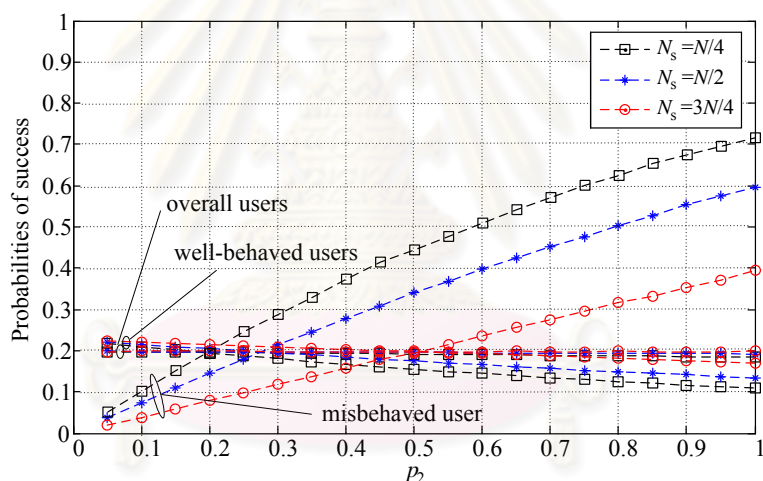 1
0.9
0.8
0.7
0.6
0.5
0.4
0.3
0.2
0.1
0
Probabilities of success
N_s =N/4
N_s =N/2
N_s =3N/4
overall users
well-behaved users
misbehaved user
0 0.1 0.2 0.3 0.4 0.5 0.6 0.7 0.8 0.9 1
p_2